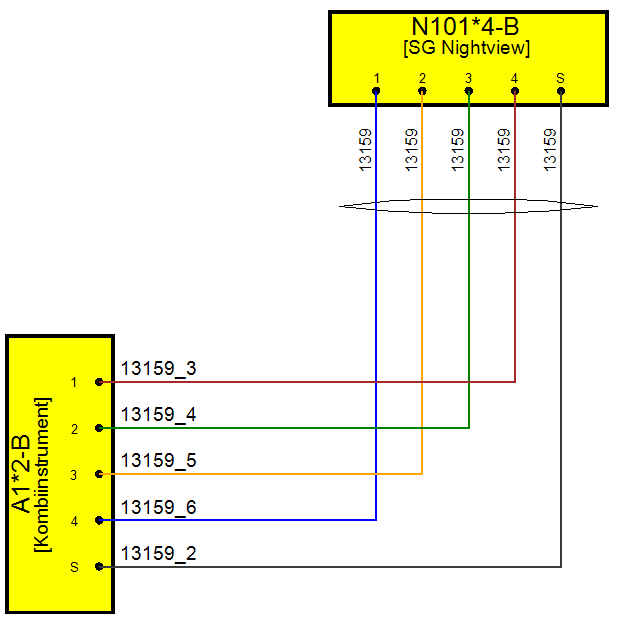 N101*4-B
[SG Nightview]
1 2 3 4 S
13159 13159 13159 13159 13159
A1*2-B
[Kombiinstrument]
1 13159_3
2 13159_4
3 13159_5
4 13159_6
S 13159_2